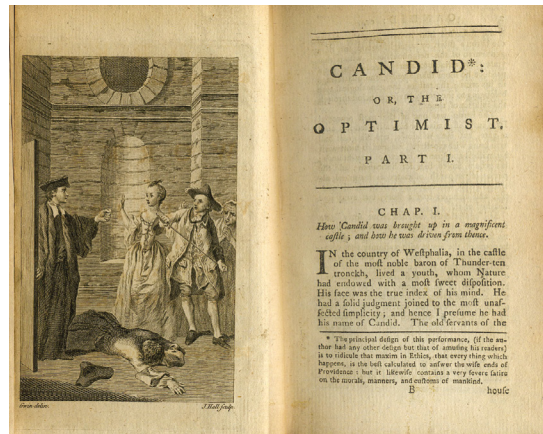 Gwin delin.
J. Hall sculp.
CANDID*:
OR, THE
OPTIMIST.
PART I.
CHAP. I.
How Candid was brought up in a magnificent
caſtle ; and how he was driven from thence.
IN the country of Weſtphalia, in the caſtle
of the moſt noble baron of Thunder-ten
tronckh, lived a youth, whom Nature
had endowed with a moſt ſweet diſpoſition.
His face was the true index of his mind. He
had a ſolid judgment joined to the moſt unaf-
fected ſimplicity ; and hence I preſume he had
his name of Candid. The old ſervants of the
* The principal deſign of this performance, (if the au-
thor had any other deſign but that of amuſing his readers)
is to ridicule that maxim in Ethics, that every thing which
happens, is the beſt calculated to anſwer the wiſe ends of
Providence : but it likewiſe contains a very ſevere ſatire
on the morals, manners, and cuſtoms of mankind.
B
houſe